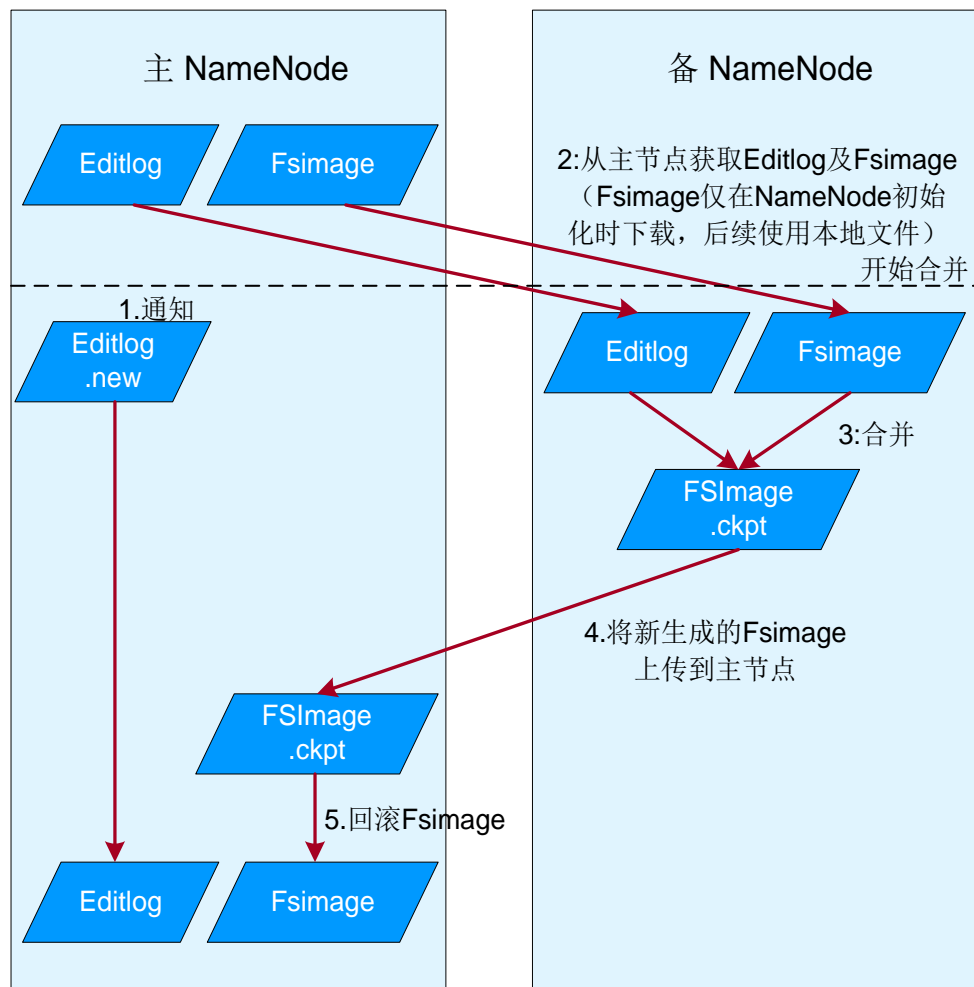 主 NameNode
备 NameNode
Editlog
Fsimage
2:从主节点获取Editlog及Fsimage
（Fsimage仅在NameNode初始
化时下载，后续使用本地文件）
开始合并
1.通知
Editlog
.new
Editlog
Fsimage
3:合并
FSImage
.ckpt
4.将新生成的Fsimage
上传到主节点
FSImage
.ckpt
5.回滚Fsimage
Editlog
Fsimage